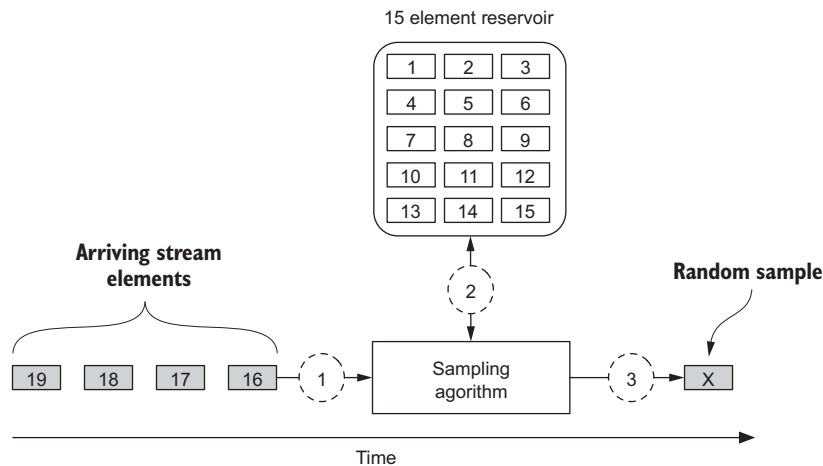 15 element reservoir
1 2 3
4 5 6
7 8 9
10 11 12
13 14 15
Arriving stream
elements
2
Random sample
19 18 17 16 1
Sampling
agorithm
3 X
Time